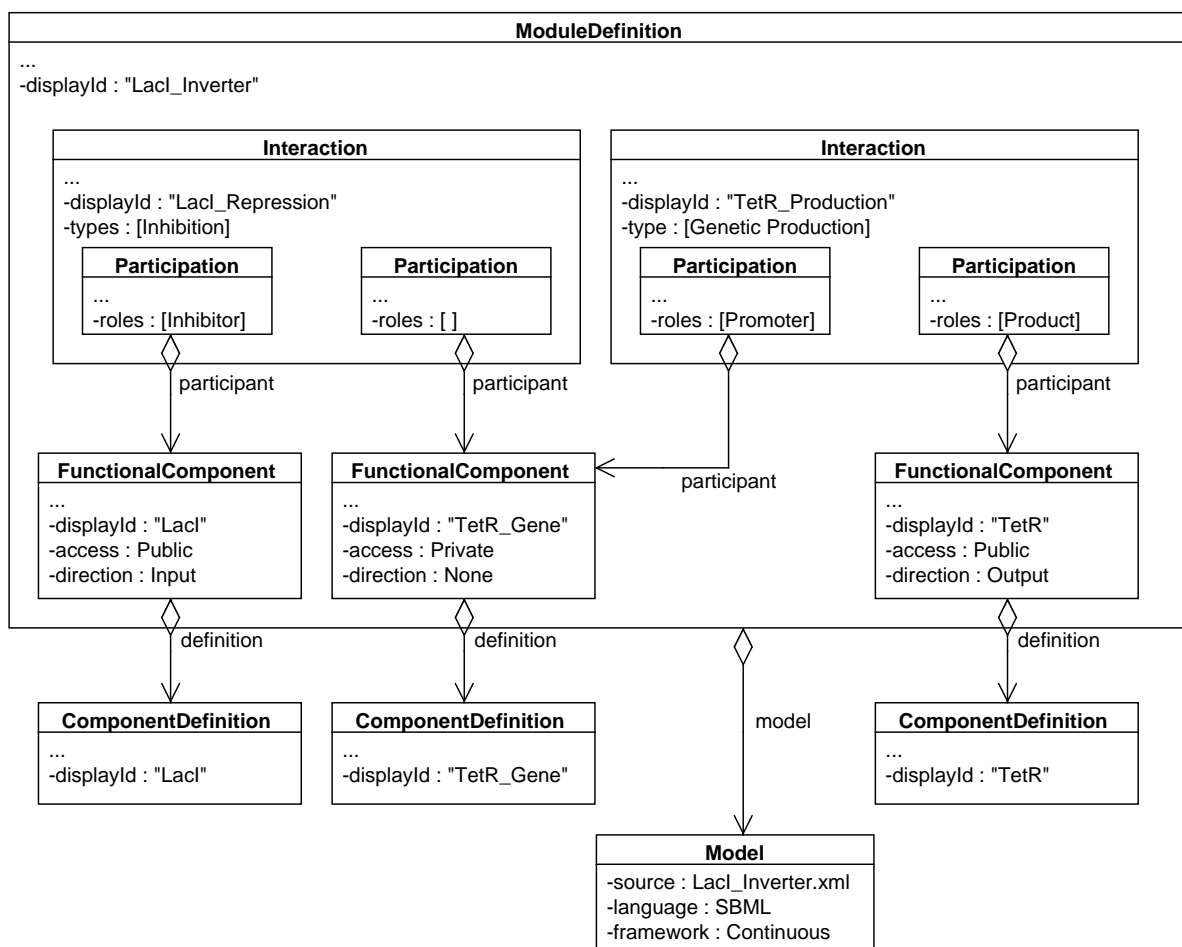 ModuleDefinition
...
-displayId : "LacI_Inverter"
Interaction
...
-displayId : "LacI_Repression"
-types : [Inhibition]
Participation
...
-roles : [Inhibitor]
Participation
...
-roles : [ ]
Interaction
...
-displayId : "TetR_Production"
-type : [Genetic Production]
Participation
...
-roles : [Promoter]
Participation
...
-roles : [Product]
participant
participant
participant
participant
FunctionalComponent
...
-displayId : "LacI"
-access : Public
-direction : Input
FunctionalComponent
...
-displayId : "TetR_Gene"
-access : Private
-direction : None
FunctionalComponent
...
-displayId : "TetR"
-access : Public
-direction : Output
definition
definition
definition
ComponentDefinition
...
-displayId : "LacI"
ComponentDefinition
...
-displayId : "TetR_Gene"
model
ComponentDefinition
...
-displayId : "TetR"
Model
-source : LacI_Inverter.xml
-language : SBML
-framework : Continuous